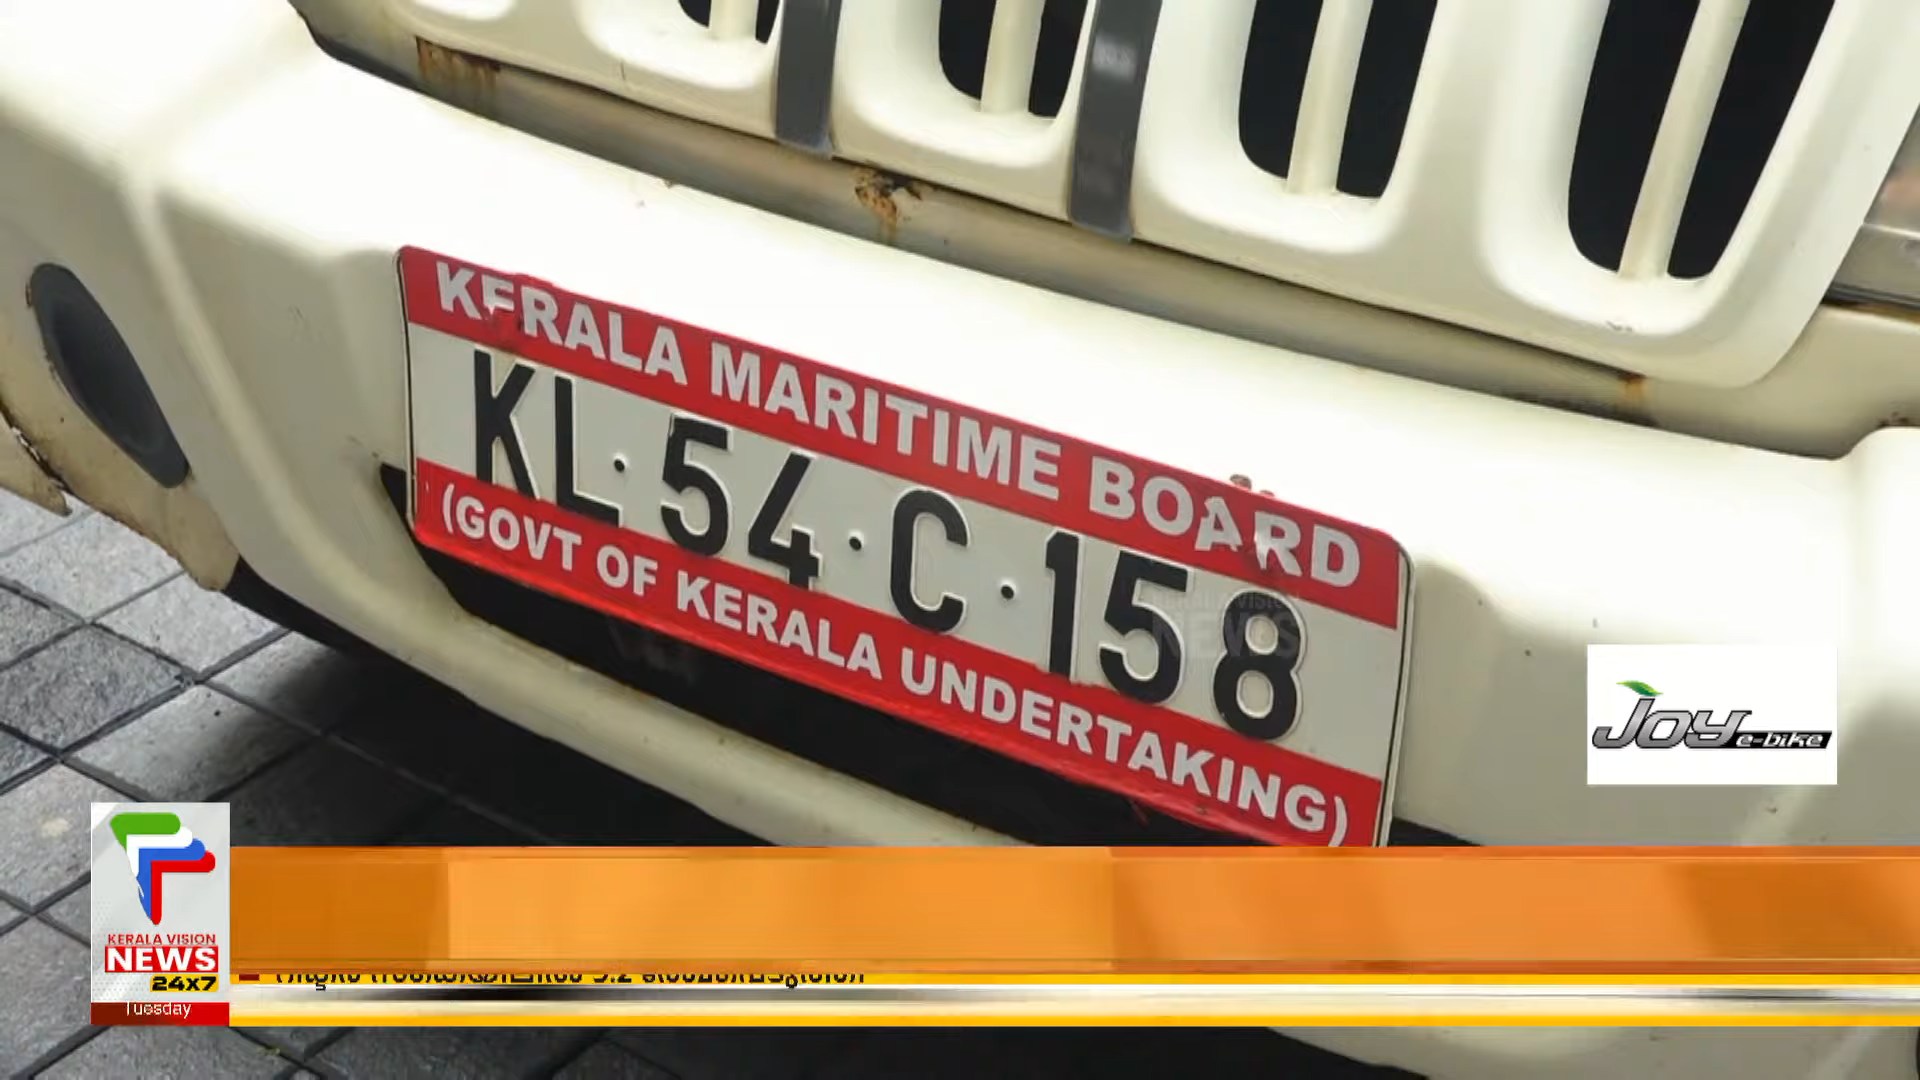 KERALA MARITIME BOARD
KL·54·C·158
(GOVT OF KERALA UNDERTAKING)
Joy e-bike
KERALA VISION
NEWS
24x7
Tuesday